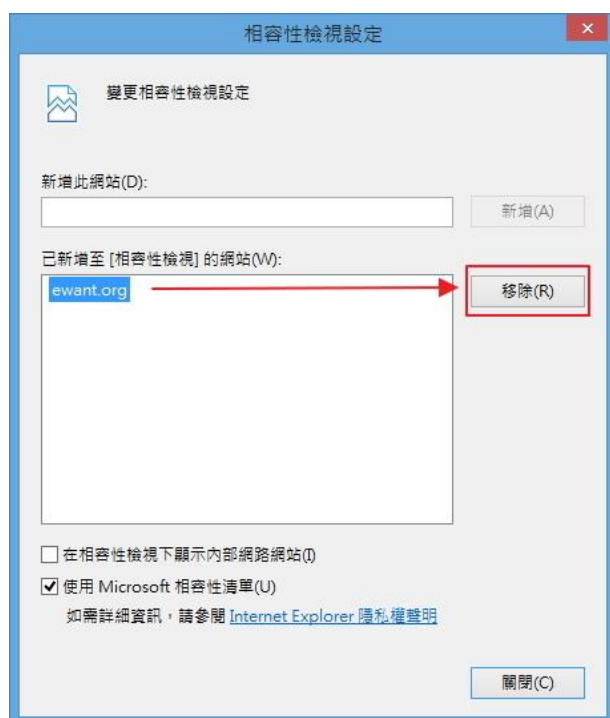 相容性檢視設定
變更相容性檢視設定
新增此網站(D):
新增(A)
已新增至 [相容性檢視] 的網站(W):
ewant.org
移除(R)
在相容性檢視下顯示內部網路網站(I)
使用 Microsoft 相容性清單(U)
如需詳細資訊，請參閱 Internet Explorer 隱私權聲明
關閉(C)